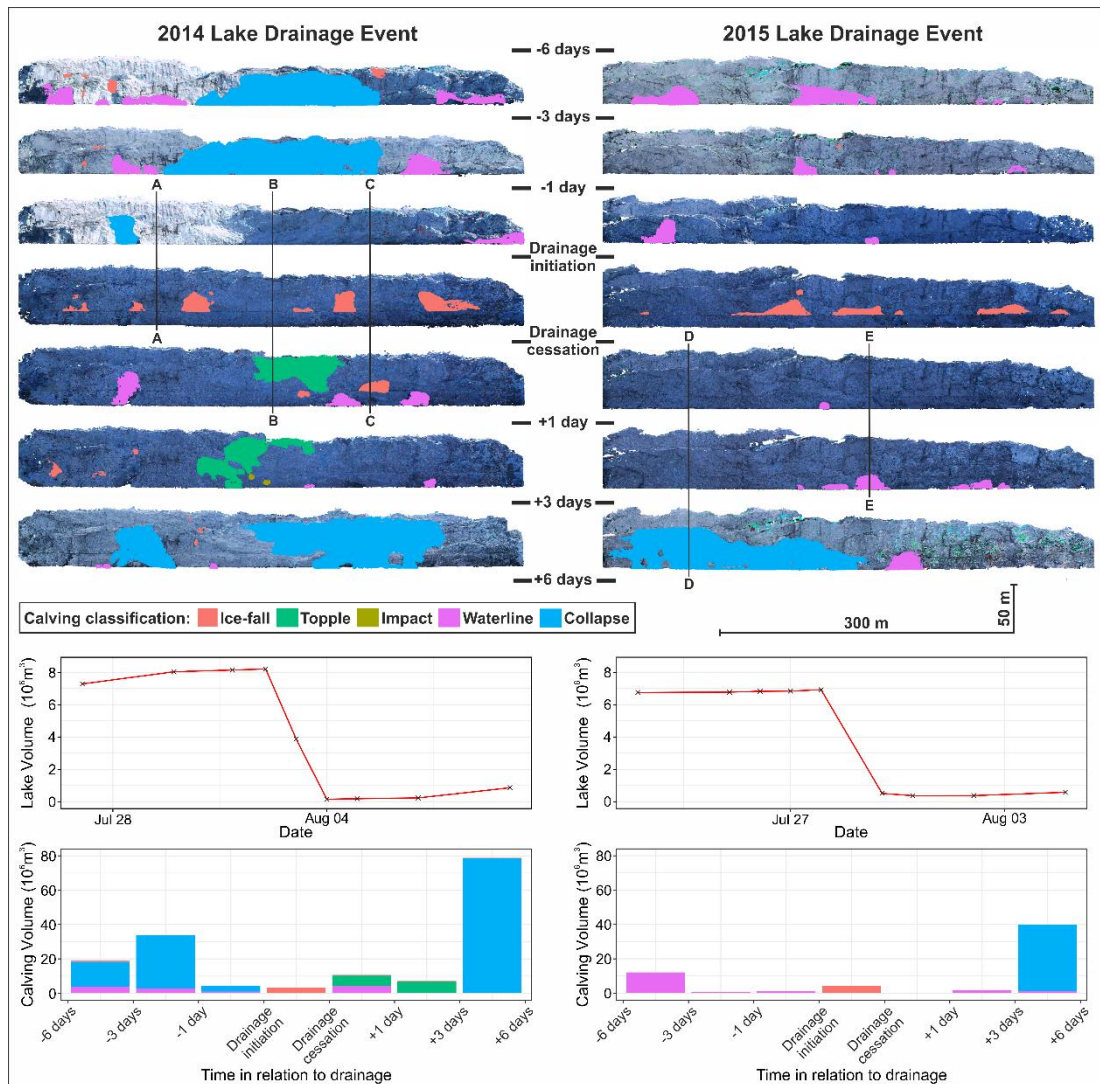 2014 Lake Drainage Event
2015 Lake Drainage Event
-6 days
-3 days
-1 day
A
B
C
Drainage
initiation
A
Drainage
cessation
D
E
B
C
+1 day
+3 days
E
D
+6 days
Calving classification: Ice-fall Topple Impact Waterline Collapse
300 m
50 m
Lake Volume (10⁶m³)
8
6
4
2
0
Jul 28
Aug 04
Date
Lake Volume (10⁶m³)
8
6
4
2
0
Jul 27
Aug 03
Date
Calving Volume (10⁶m³)
80
60
40
20
0
-6 days
-3 days
-1 day
Drainage
initiation
Drainage
cessation
+1 day
+3 days
+6 days
Time in relation to drainage
Calving Volume (10⁶m³)
80
60
40
20
0
-6 days
-3 days
-1 day
Drainage
initiation
Drainage
cessation
+1 day
+3 days
+6 days
Time in relation to drainage